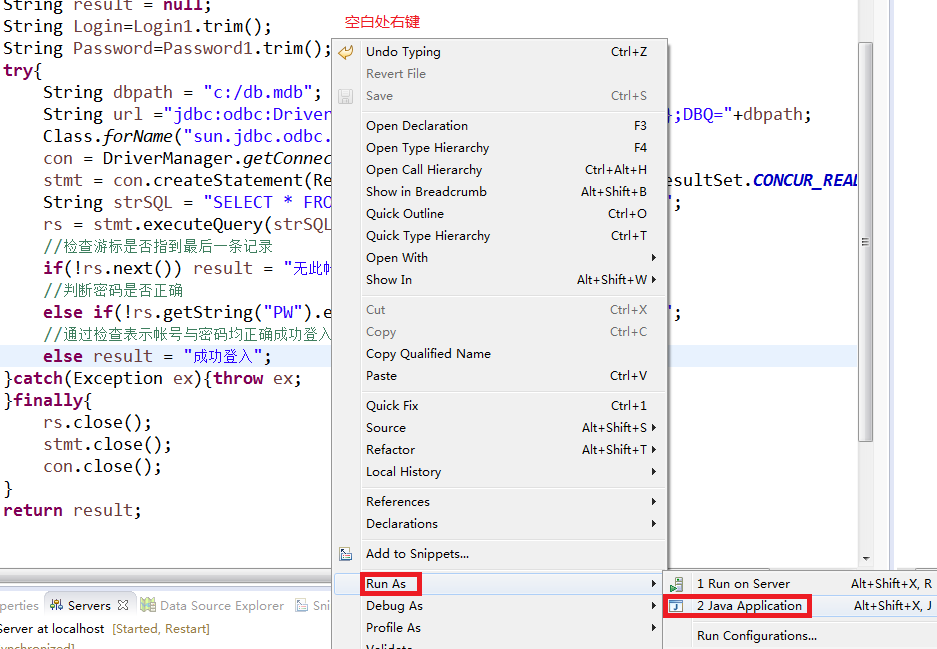 String result = null;
空白处右键
String Login=Login1.trim();
String Password=Password1.trim();
try{
String dbpath = "c:/db.mdb";
String url ="jdbc:odbc:Driver
;DBQ="+dbpath;
Class.forName("sun.jdbc.odbc.
con = DriverManager.getConnec
stmt = con.createStatement(Re
esultSet.CONCUR_READ
String strSQL = "SELECT * FRO
";
rs = stmt.executeQuery(strSQL
//检查游标是否指到最后一条记录
if(!rs.next()) result = "无此帐
//判断密码是否正确
else if(!rs.getString("PW").e
";
//通过检查表示帐号与密码均正确成功登入
else result = "成功登入";
}catch(Exception ex){throw ex;
}finally{
rs.close();
stmt.close();
con.close();
}
return result;
Undo Typing Ctrl+Z
Revert File
Save Ctrl+S
Open Declaration F3
Open Type Hierarchy F4
Open Call Hierarchy Ctrl+Alt+H
Show in Breadcrumb Alt+Shift+B
Quick Outline Ctrl+O
Quick Type Hierarchy Ctrl+T
Open With
Show In Alt+Shift+W
Cut Ctrl+X
Copy Ctrl+C
Copy Qualified Name
Paste Ctrl+V
Quick Fix Ctrl+1
Source Alt+Shift+S
Refactor Alt+Shift+T
Local History
References
Declarations
Add to Snippets...
Run As
Debug As
Profile As
Validate
1 Run on Server Alt+Shift+X, R
2 Java Application Alt+Shift+X, J
Run Configurations...
perties Servers Data Source Explorer Sni
Server at localhost [Started, Restart]
ynchronized]